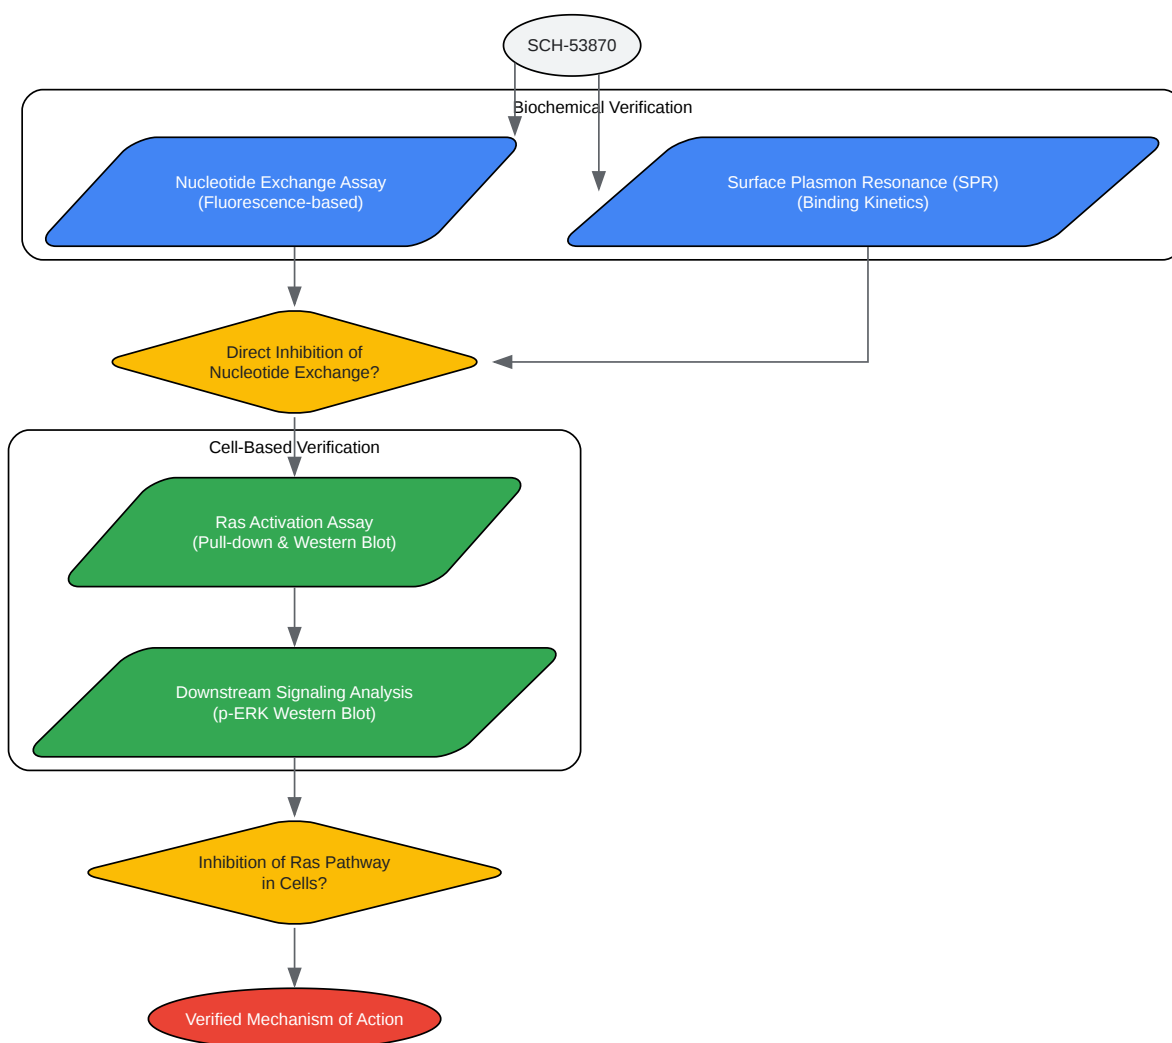 SCH-53870
Biochemical Verification
Nucleotide Exchange Assay
(Fluorescence-based)
Surface Plasmon Resonance (SPR)
(Binding Kinetics)
Direct Inhibition of
Nucleotide Exchange?
Cell-Based Verification
Ras Activation Assay
(Pull-down & Western Blot)
Downstream Signaling Analysis
(p-ERK Western Blot)
Inhibition of Ras Pathway
in Cells?
Verified Mechanism of Action